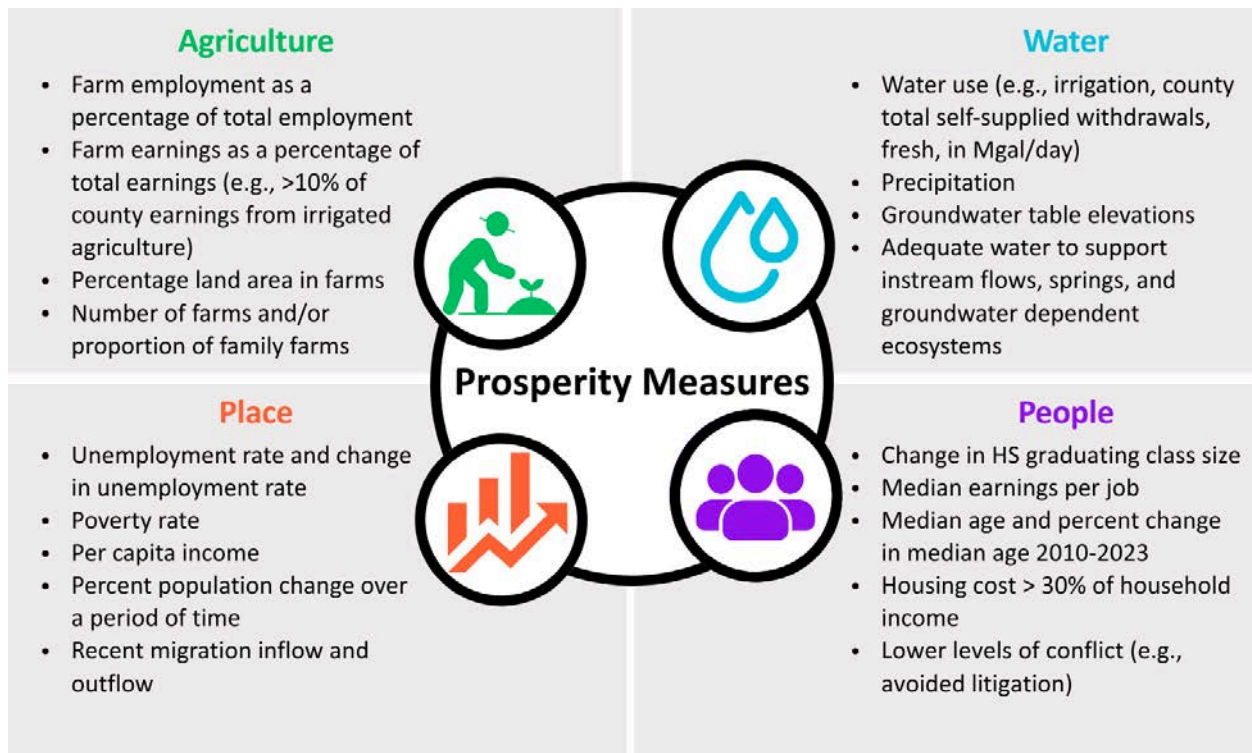 Agriculture
• Farm employment as a
percentage of total employment
• Farm earnings as a percentage of
total earnings (e.g., >10% of
county earnings from irrigated
agriculture)
• Percentage land area in farms
• Number of farms and/or
proportion of family farms
Water
• Water use (e.g., irrigation, county
total self-supplied withdrawals,
fresh, in Mgal/day)
• Precipitation
• Groundwater table elevations
• Adequate water to support
instream flows, springs, and
groundwater dependent
ecosystems
Prosperity Measures
Place
• Unemployment rate and change
in unemployment rate
• Poverty rate
• Per capita income
• Percent population change over
a period of time
• Recent migration inflow and
outflow
People
• Change in HS graduating class size
• Median earnings per job
• Median age and percent change
in median age 2010-2023
• Housing cost > 30% of household
income
• Lower levels of conflict (e.g.,
avoided litigation)